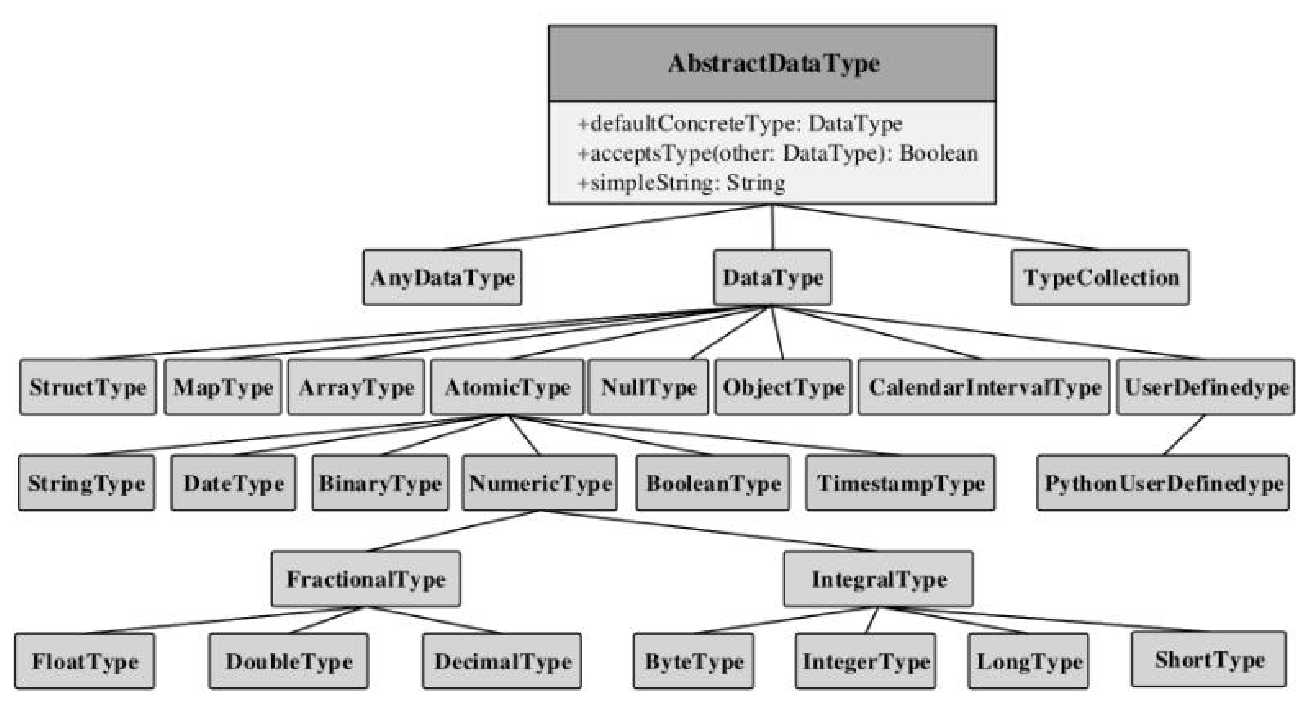 AbstractDataType
+defaultConcreteType: DataType
+acceptsType(other: DataType): Boolean
+simpleString: String
AnyDataType DataType TypeCollection
StructType MapType ArrayType AtomicType NullType ObjectType CalendarIntervalType UserDefinedype
StringType DateType BinaryType NumericType BooleanType TimestampType PythonUserDefinedype
FractionalType IntegralType
FloatType DoubleType DecimalType ByteType IntegerType LongType ShortType